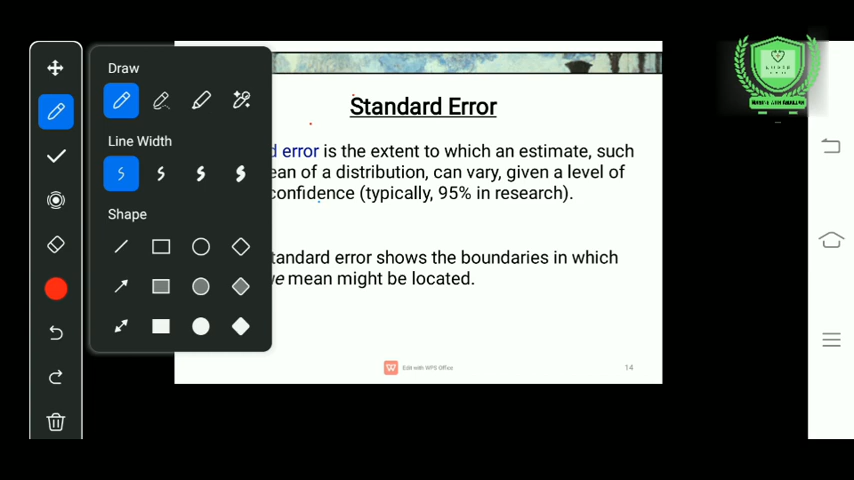 Draw
Line Width
Shape
Standard Error
d error is the extent to which an estimate, such
ean of a distribution, can vary, given a level of
confidence (typically, 95% in research).
tandard error shows the boundaries in which
ue mean might be located.
Edit with WPS Office
14